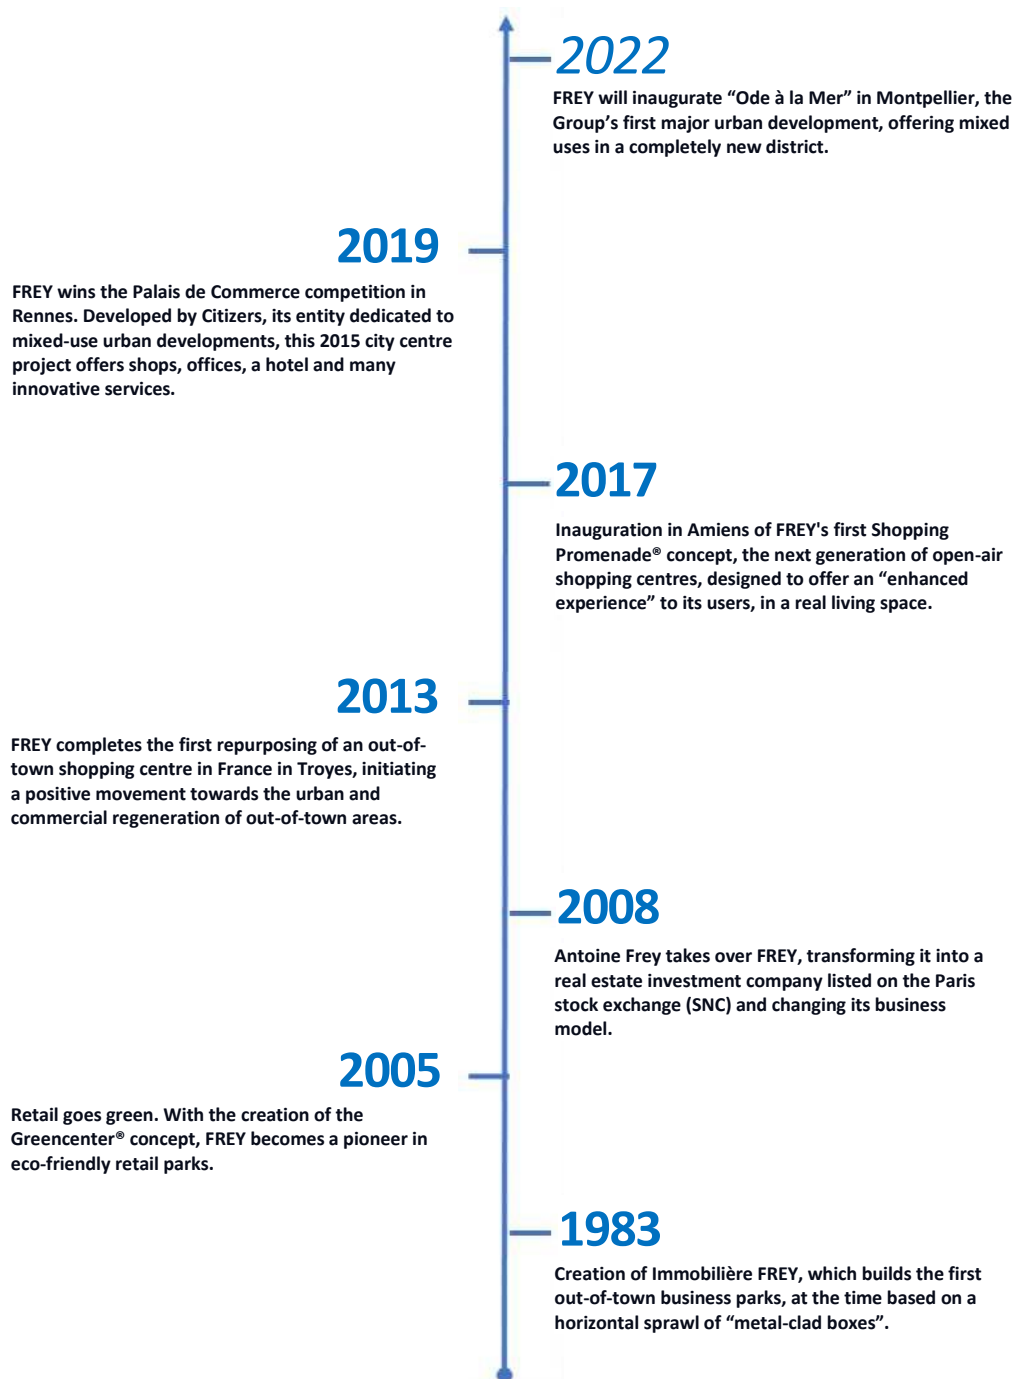 2022
FREY will inaugurate “Ode à la Mer” in Montpellier, the
Group’s first major urban development, offering mixed
uses in a completely new district.
2019
FREY wins the Palais de Commerce competition in
Rennes. Developed by Citizers, its entity dedicated to
mixed-use urban developments, this 2015 city centre
project offers shops, offices, a hotel and many
innovative services.
2017
Inauguration in Amiens of FREY's first Shopping
Promenade® concept, the next generation of open-air
shopping centres, designed to offer an “enhanced
experience” to its users, in a real living space.
2013
FREY completes the first repurposing of an out-of-
town shopping centre in France in Troyes, initiating
a positive movement towards the urban and
commercial regeneration of out-of-town areas.
2008
Antoine Frey takes over FREY, transforming it into a
real estate investment company listed on the Paris
stock exchange (SNC) and changing its business
model.
2005
Retail goes green. With the creation of the
Greencenter® concept, FREY becomes a pioneer in
eco-friendly retail parks.
1983
Creation of Immobilière FREY, which builds the first
out-of-town business parks, at the time based on a
horizontal sprawl of “metal-clad boxes”.